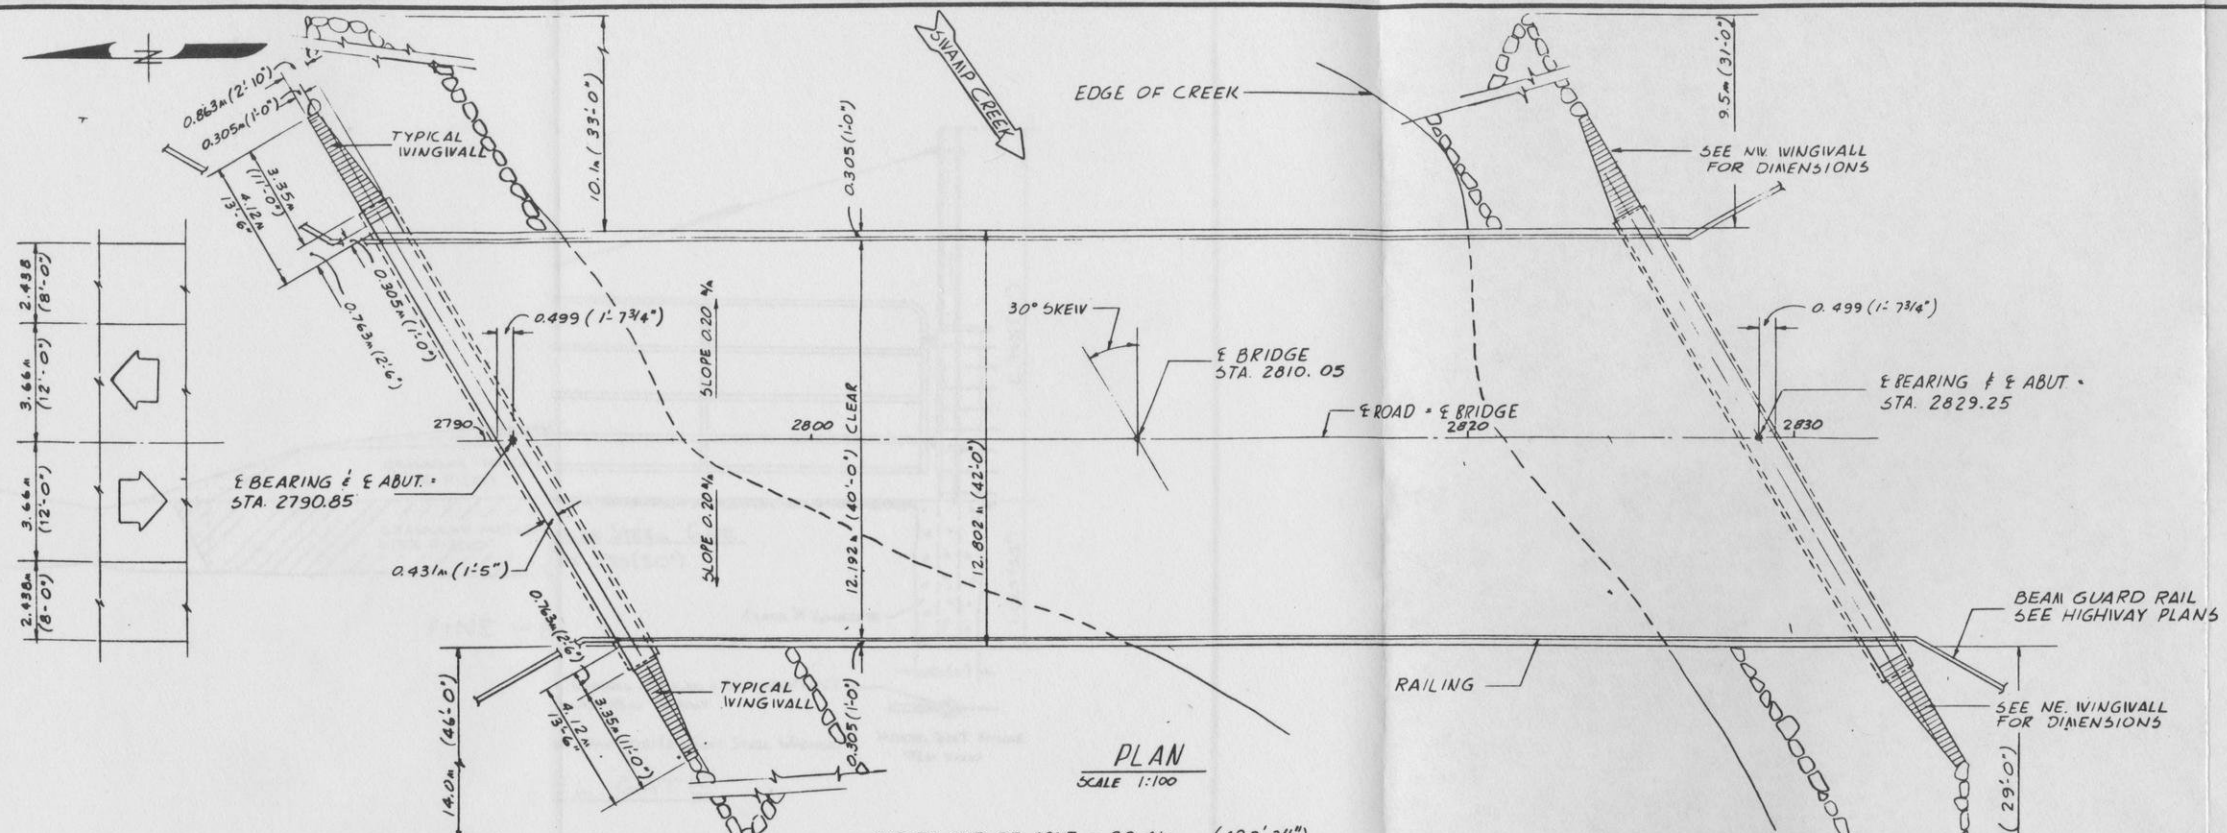 N
SWAMP CREEK
EDGE OF CREEK
10.1m (33'-0")
9.5m (31'-0")
0.863m (2'-10")
0.305m (1'-0")
TYPICAL
WINGWALL
0.305 (1'-0")
SEE NW. WINGWALL
FOR DIMENSIONS
3.35m
(11'-0")
4.12m
13'-6"
0.305m (1'-0")
0.763m (2'-6")
2.438
(8'-0")
3.66m
(12'-0")
3.66m
(12'-0")
2.438m
(8'-0")
0.499 (1'-7 3/4")
SLOPE 0.20 %
30° SKEW
0.499 (1'-7 3/4")
℄ BRIDGE
STA. 2810.05
℄ BEARING & ℄ ABUT. =
STA. 2829.25
2790
2800
℄ ROAD = ℄ BRIDGE
2820
2830
℄ BEARING & ℄ ABUT. =
STA. 2790.85
SLOPE 0.20 %
12.192m (40'-0") CLEAR
12.802m (42'-0")
0.431m (1'-5")
BEAM GUARD RAIL
SEE HIGHWAY PLANS
0.763m (2'-6")
TYPICAL
WINGWALL
RAILING
SEE NE. WINGWALL
FOR DIMENSIONS
3.35m (11'-0")
4.12m
13'-6"
0.305 (1'-0")
14.0m (46'-0")
(29'-0")
PLAN
SCALE 1:100